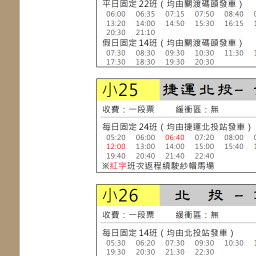 平日固定22班（均由關渡碼頭發車）
06:00 06:35 07:15 07:50 08:40
13:20 14:00 14:50 15:30 16:15
20:30 21:10
假日固定14班（均由關渡碼頭發車）
07:30 08:30 09:30 10:30 11:30
17:30 18:30 19:30 20:30
小25 捷運北投-
收費：一段票 緩衝區：無
每日固定24班（均由捷運北投站發車）
05:20 06:00 06:40 07:20 08:00
12:00 13:00 14:00 15:00 15:40
19:40 20:40 21:40 22:40
※紅字班次返程繞駛紗帽馬場
小26 北 投 -
收費：一段票 緩衝區：無
每日固定14班（均由北投站發車）
05:30 06:20 07:30 09:30 10:30
19:30 20:30 21:30 22:30